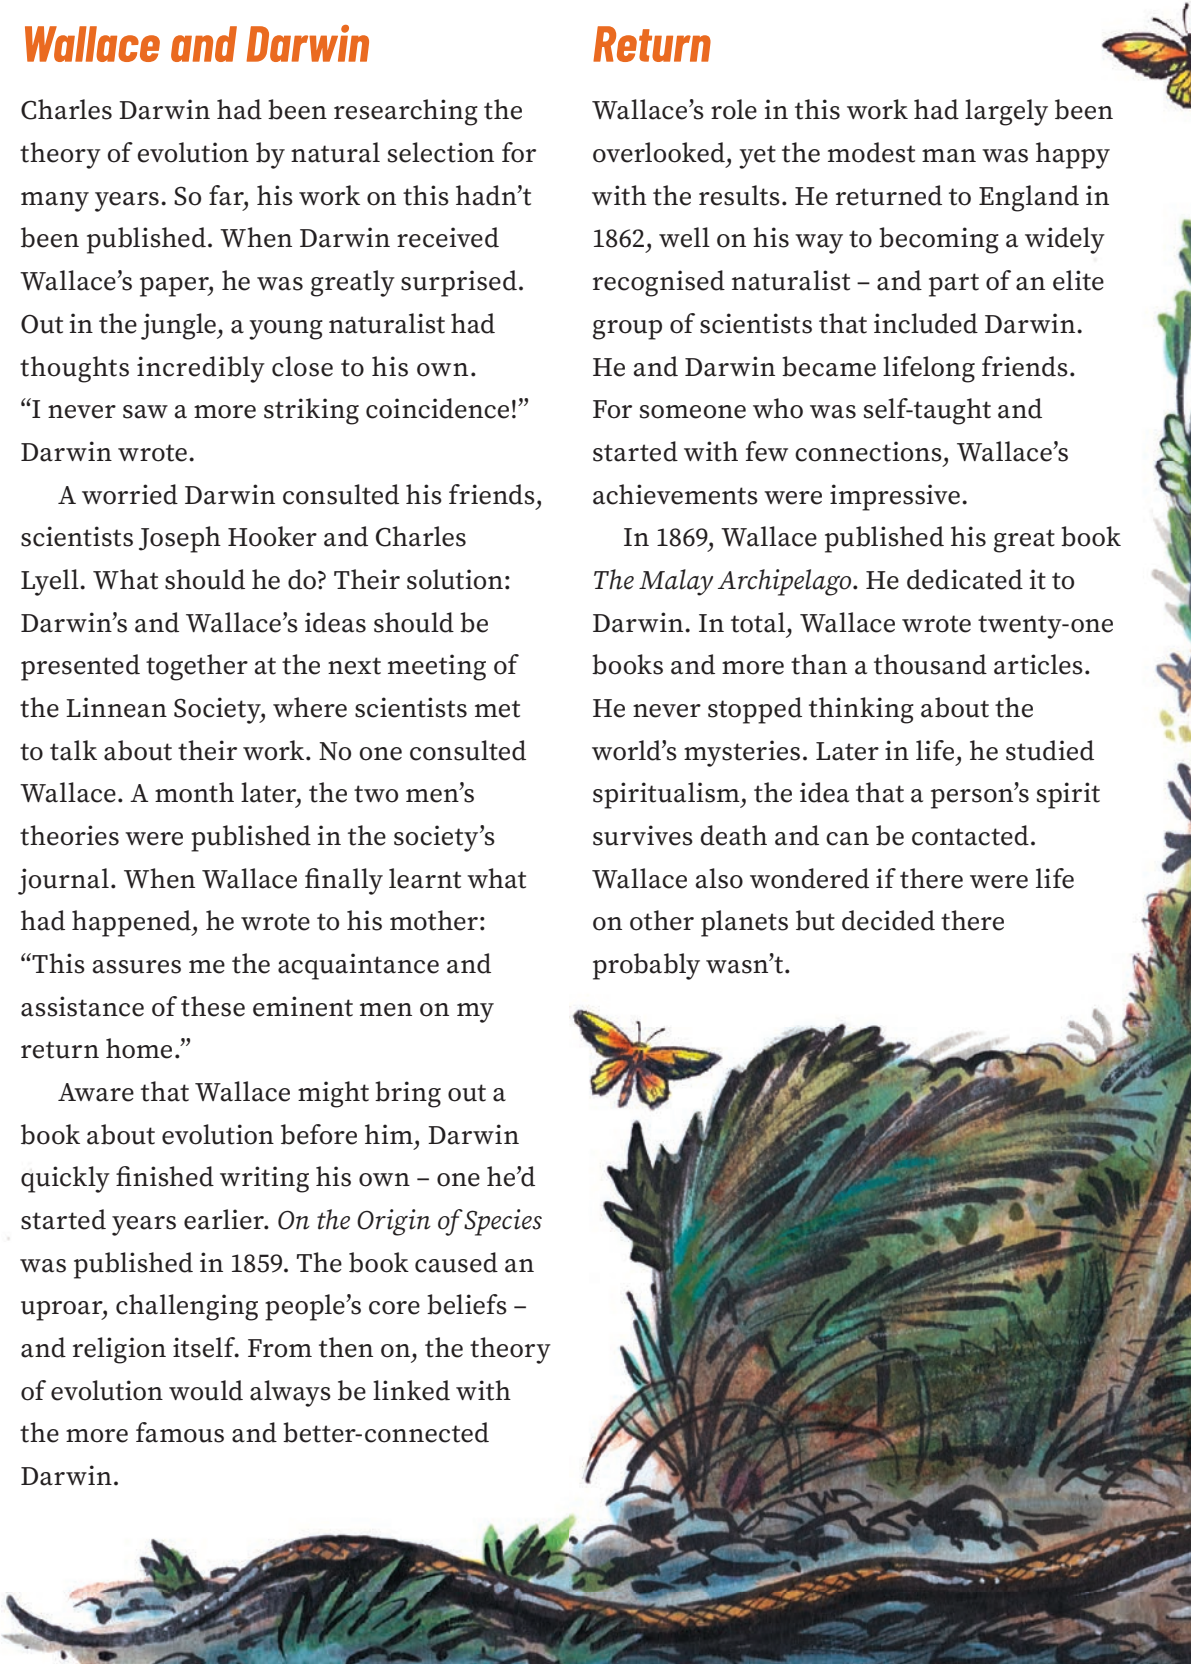 Wallace and Darwin
Charles Darwin had been researching the
theory of evolution by natural selection for
many years. So far, his work on this hadn’t
been published. When Darwin received
Wallace’s paper, he was greatly surprised.
Out in the jungle, a young naturalist had
thoughts incredibly close to his own.
“I never saw a more striking coincidence!”
Darwin wrote.
A worried Darwin consulted his friends,
scientists Joseph Hooker and Charles
Lyell. What should he do? Their solution:
Darwin’s and Wallace’s ideas should be
presented together at the next meeting of
the Linnean Society, where scientists met
to talk about their work. No one consulted
Wallace. A month later, the two men’s
theories were published in the society’s
journal. When Wallace finally learnt what
had happened, he wrote to his mother:
“This assures me the acquaintance and
assistance of these eminent men on my
return home.”
Aware that Wallace might bring out a
book about evolution before him, Darwin
quickly finished writing his own – one he’d
started years earlier. On the Origin of Species
was published in 1859. The book caused an
uproar, challenging people’s core beliefs –
and religion itself. From then on, the theory
of evolution would always be linked with
the more famous and better-connected
Darwin.
Return
Wallace’s role in this work had largely been
overlooked, yet the modest man was happy
with the results. He returned to England in
1862, well on his way to becoming a widely
recognised naturalist – and part of an elite
group of scientists that included Darwin.
He and Darwin became lifelong friends.
For someone who was self-taught and
started with few connections, Wallace’s
achievements were impressive.
In 1869, Wallace published his great book
The Malay Archipelago. He dedicated it to
Darwin. In total, Wallace wrote twenty-one
books and more than a thousand articles.
He never stopped thinking about the
world’s mysteries. Later in life, he studied
spiritualism, the idea that a person’s spirit
survives death and can be contacted.
Wallace also wondered if there were life
on other planets but decided there
probably wasn’t.